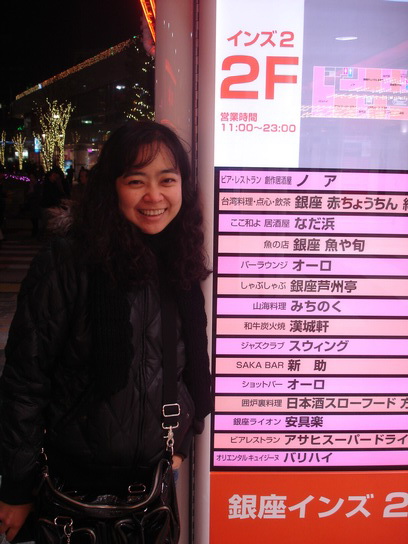 インズ2
2F
営業時間
11:00〜23:00
ビア・レストラン 創作居酒屋 ノア
台湾料理・点心・飲茶 銀座 赤ちょうちん
ここ和よ 居酒屋 なだ浜
魚の店 銀座 魚や旬
バーラウンジ オーロ
しゃぶしゃぶ 銀座芦州亭
山海料理 みちのく
和牛炭火焼 漢城軒
ジャズクラブ スウィング
SAKA BAR 新助
ショットバー オーロ
囲炉裏料理 日本酒スローフード
銀座ライオン 安具楽
ビアレストラン アサヒスーパードライ
オリエンタルキュイジーヌ バリハイ
銀座インズ 2